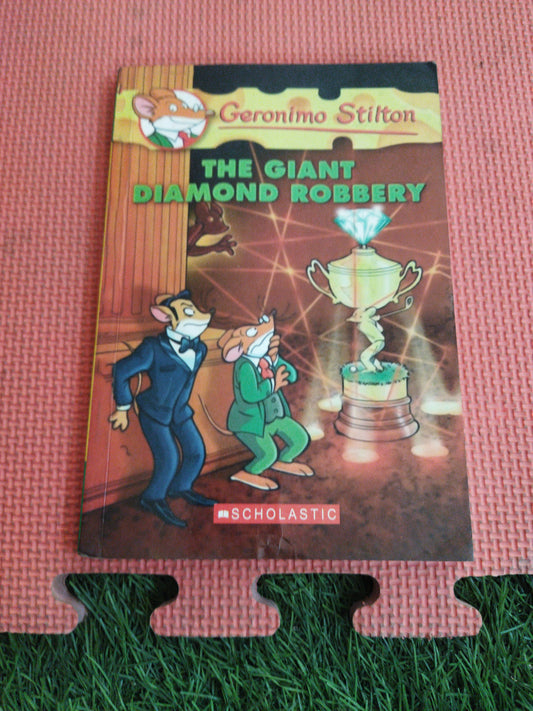 Geronimo Stilton
THE GIANT
DIAMOND ROBBERY
SCHOLASTIC